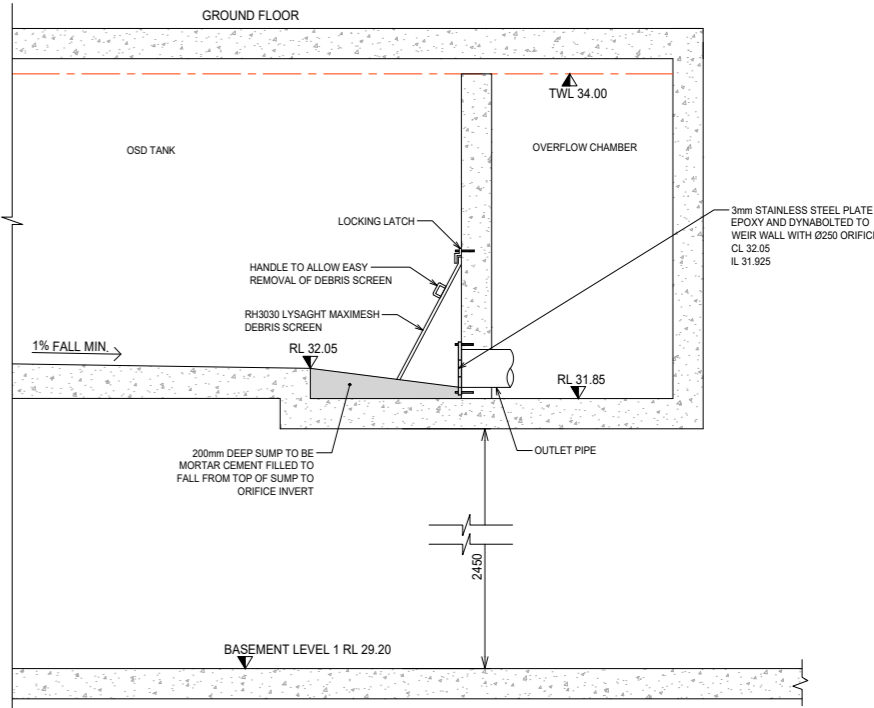 GROUND FLOOR
TWL 34.00
OSD TANK
OVERFLOW CHAMBER
3mm STAINLESS STEEL PLATE
EPOXY AND DYNABOLTED TO
WEIR WALL WITH Ø250 ORIFICE
CL 32.05
IL 31.925
LOCKING LATCH
HANDLE TO ALLOW EASY
REMOVAL OF DEBRIS SCREEN
RH3030 LYSAGHT MAXIMESH
DEBRIS SCREEN
1% FALL MIN.
RL 32.05
RL 31.85
200mm DEEP SUMP TO BE
MORTAR CEMENT FILLED TO
FALL FROM TOP OF SUMP TO
ORIFICE INVERT
OUTLET PIPE
2450
BASEMENT LEVEL 1 RL 29.20